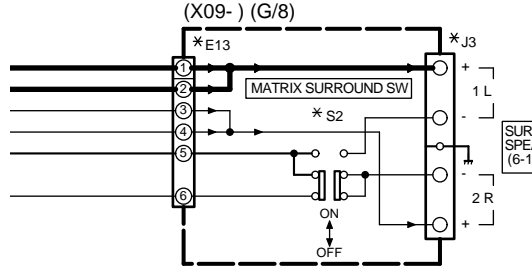 (X09- ) (G/8)
* E13
* J3
1
+
2
MATRIX SURROUND SW
1 L
3
* S2
-
4
5
SUR
SPEA
(6-1
-
2 R
6
ON
+
OFF